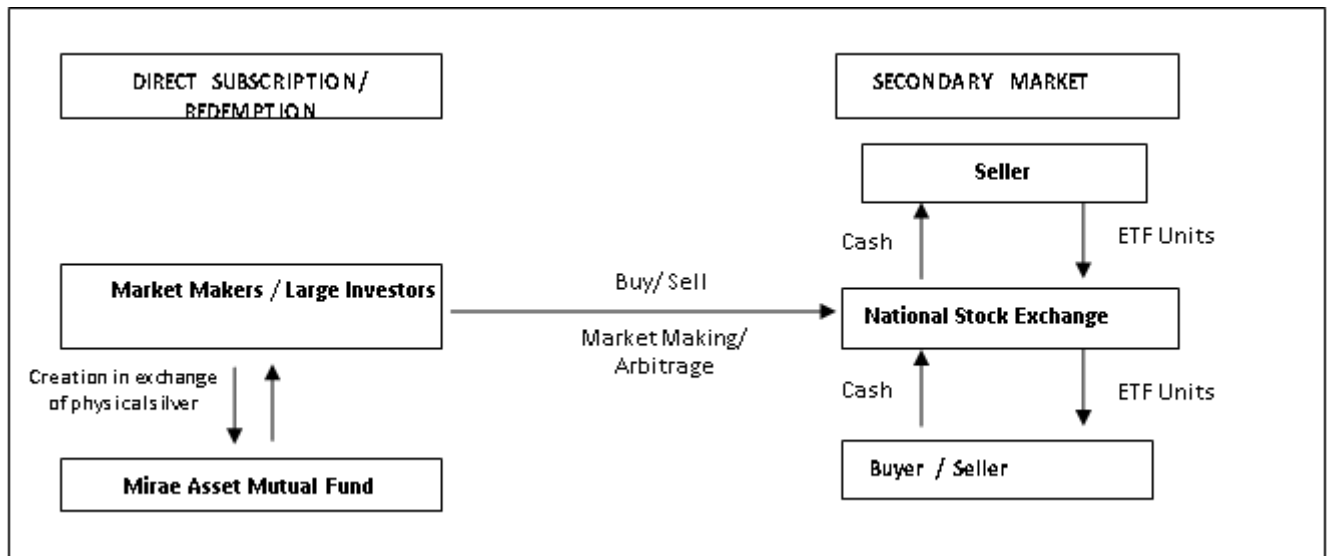 DIRECT SUBSCRIPTION/
REDEMPTION
SECONDARY MARKET
Seller
Cash
ETF Units
Market Makers / Large Investors
Buy/ Sell
Market Making/
Arbitrage
National Stock Exchange
Creation in exchange
of physical silver
Cash
ETF Units
Mirae Asset Mutual Fund
Buyer / Seller